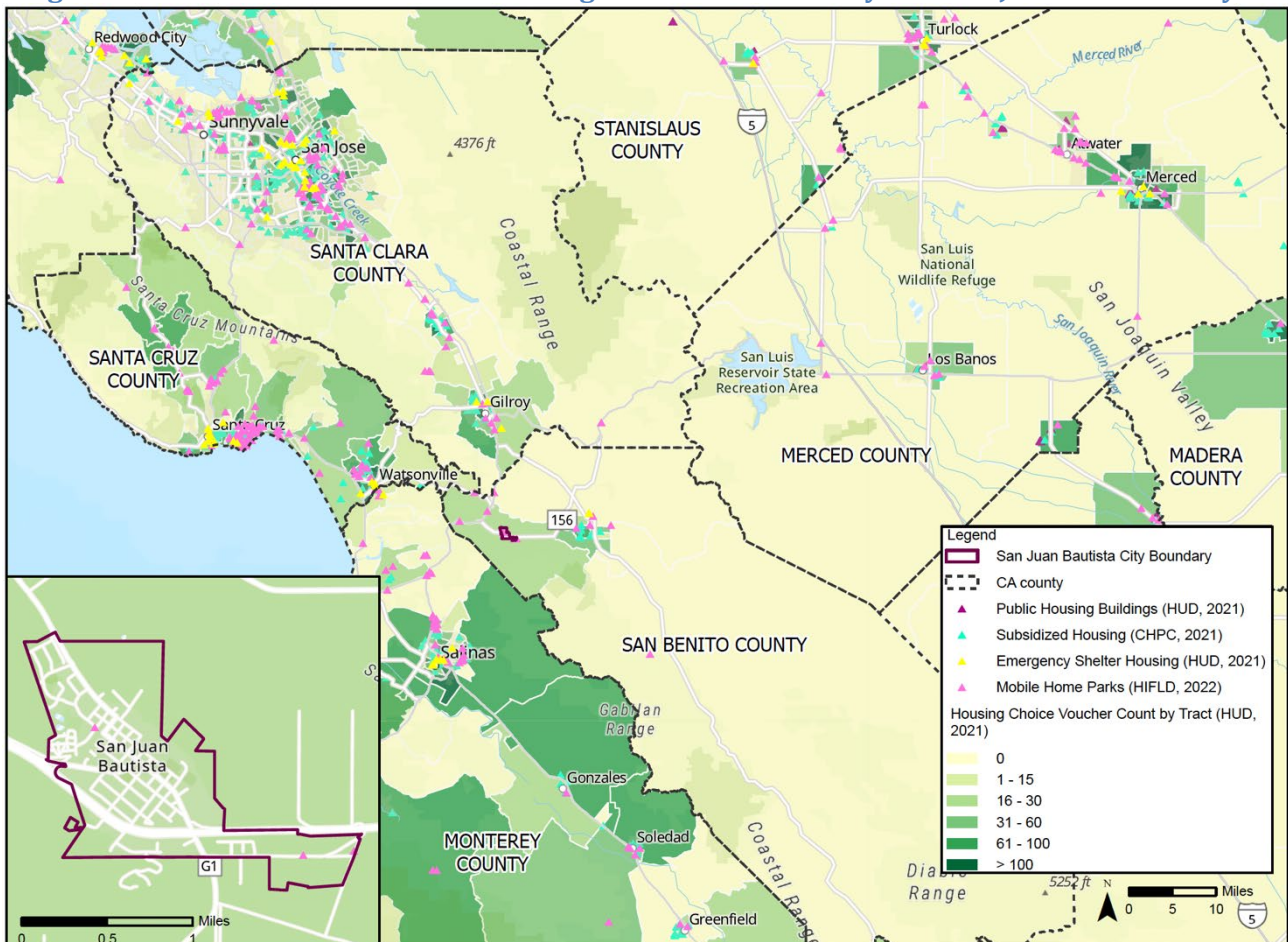 Redwood City
Turlock
Merced River
Sunnyvale
San Jose
Coyote Creek
4376 ft
STANISLAUS
COUNTY
5
Atwater
Merced
SANTA CLARA
COUNTY
Coastal Range
San Luis
National
Wildlife Refuge
San Joaquin Valley
San Joaquin River
Santa Cruz Mountains
SANTA CRUZ
COUNTY
San Luis
Reservoir State
Recreation Area
Los Banos
Gilroy
Santa Cruz
Watsonville
MERCED COUNTY
MADERA
COUNTY
156
Legend
San Juan Bautista City Boundary
CA county
Public Housing Buildings (HUD, 2021)
Subsidized Housing (CHPC, 2021)
Emergency Shelter Housing (HUD, 2021)
Mobile Home Parks (HIFLD, 2022)
Housing Choice Voucher Count by Tract (HUD,
2021)
0
1 - 15
16 - 30
31 - 60
61 - 100
> 100
SAN BENITO COUNTY
Salinas
Gabilan
Range
Gonzales
Soledad
MONTEREY
COUNTY
Coastal Range
Greenfield
Range
5252 ft
N
Miles
0 5 10
5
San Juan
Bautista
G1
Miles
0 0.5 1